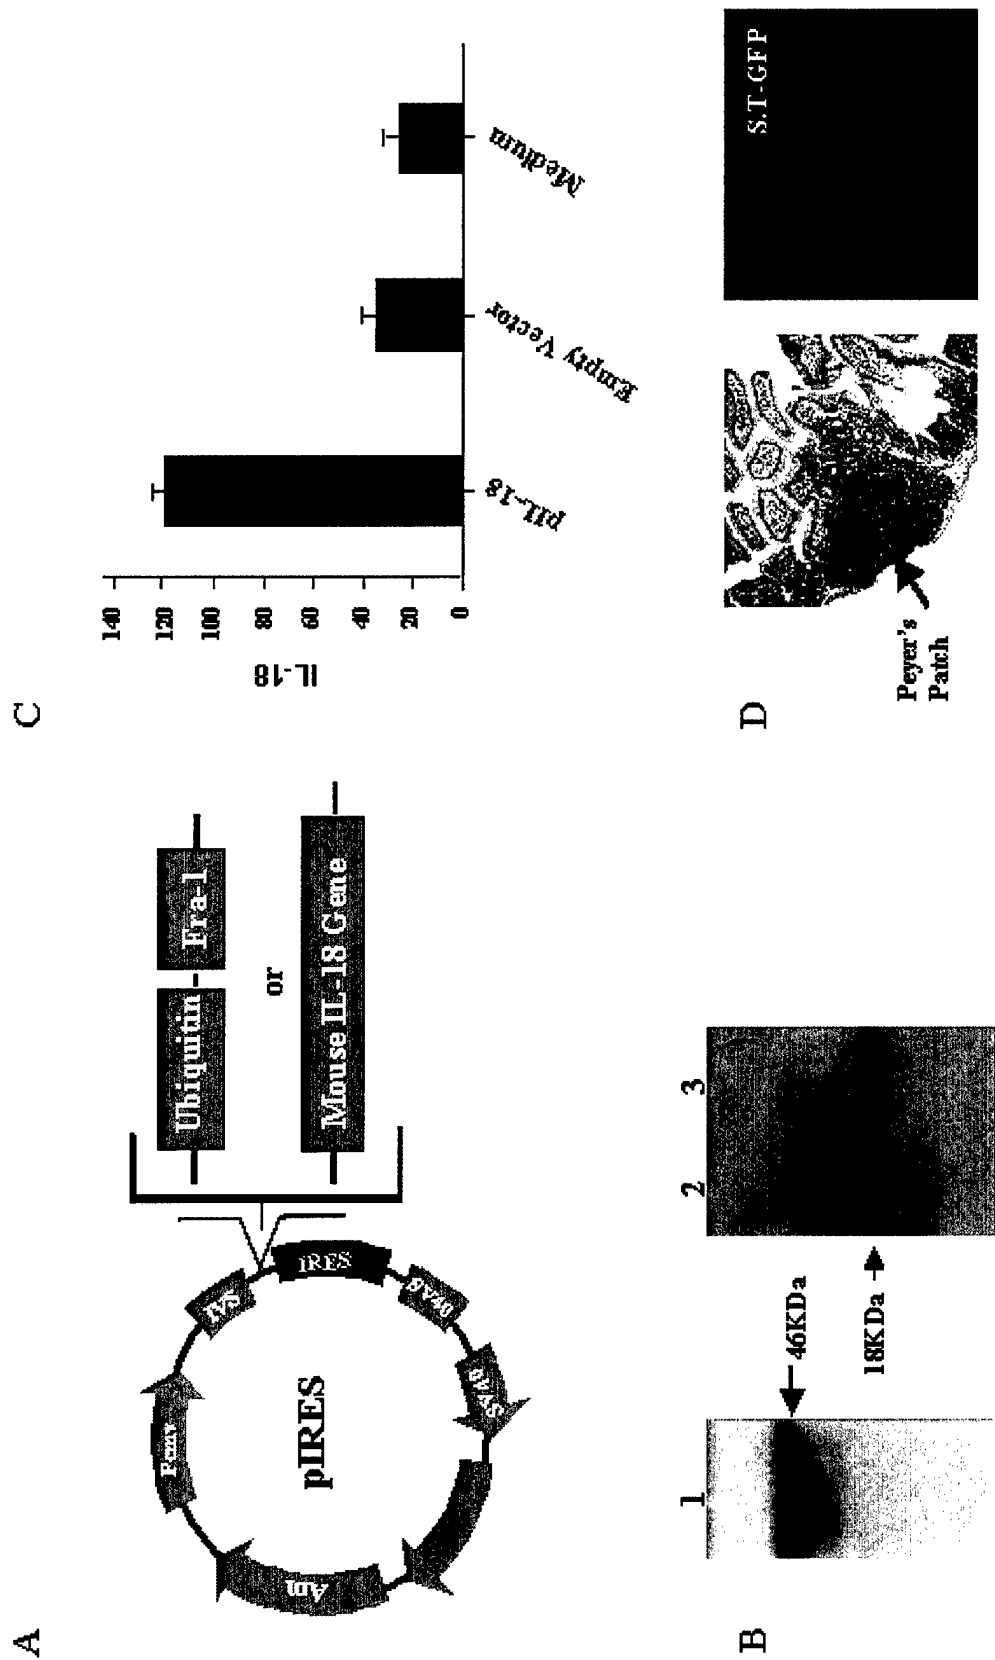 A
pIRES
Pcmv
IVS
IRES
PolyA
SV40
Am
Ubiquitin
Fra-1
or
Mouse IL-18 Gene
B
1
2
3
46KDa
18KDa
C
IL-18
140
120
100
80
60
40
20
0
pIL-18
Empty Vector
Medium
D
Peyer's
Patch
S.T-GFP